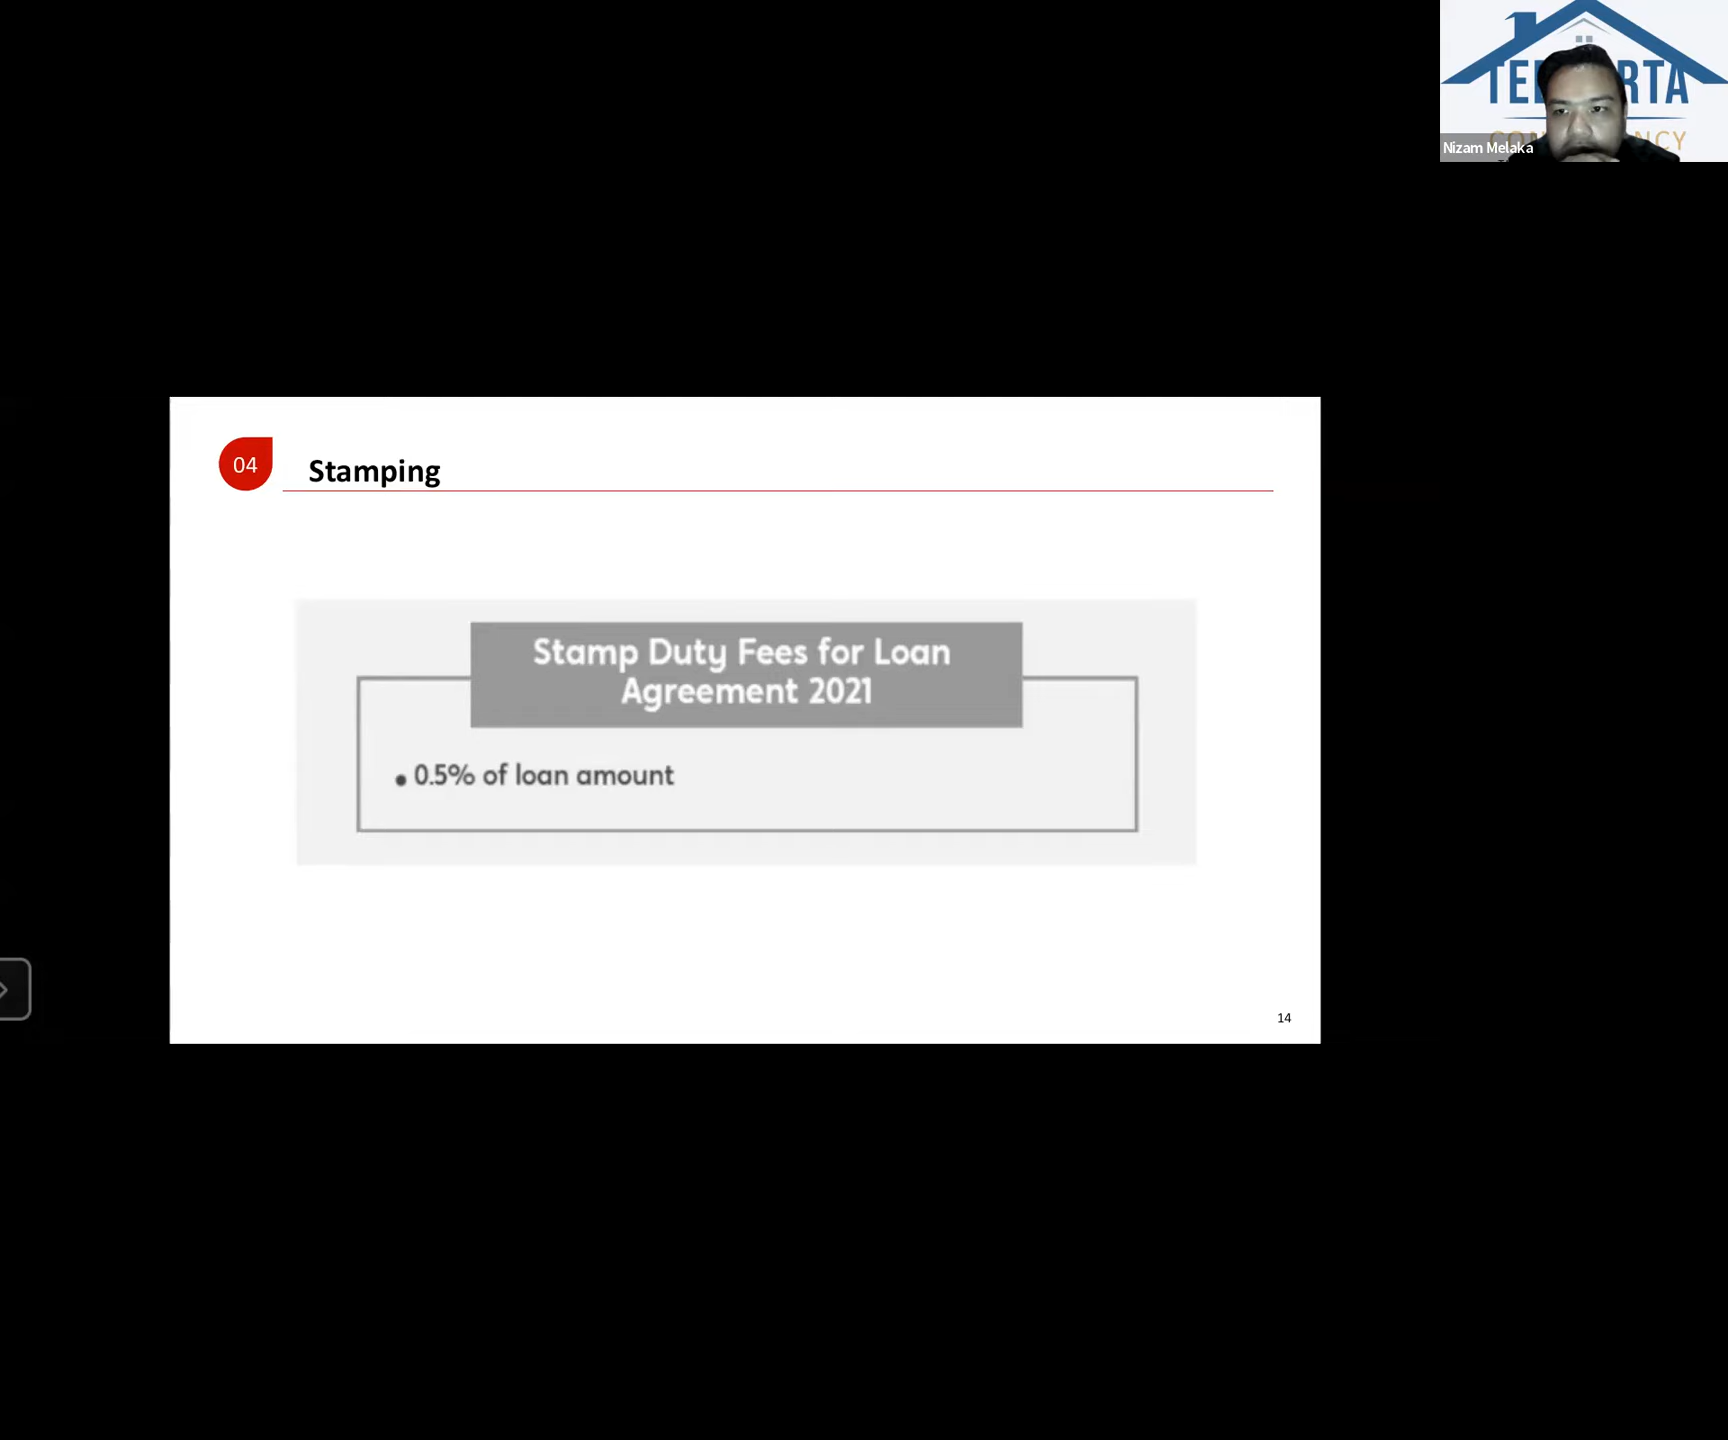 Nizam Melaka
04
Stamping
Stamp Duty Fees for Loan
Agreement 2021
• 0.5% of loan amount
14